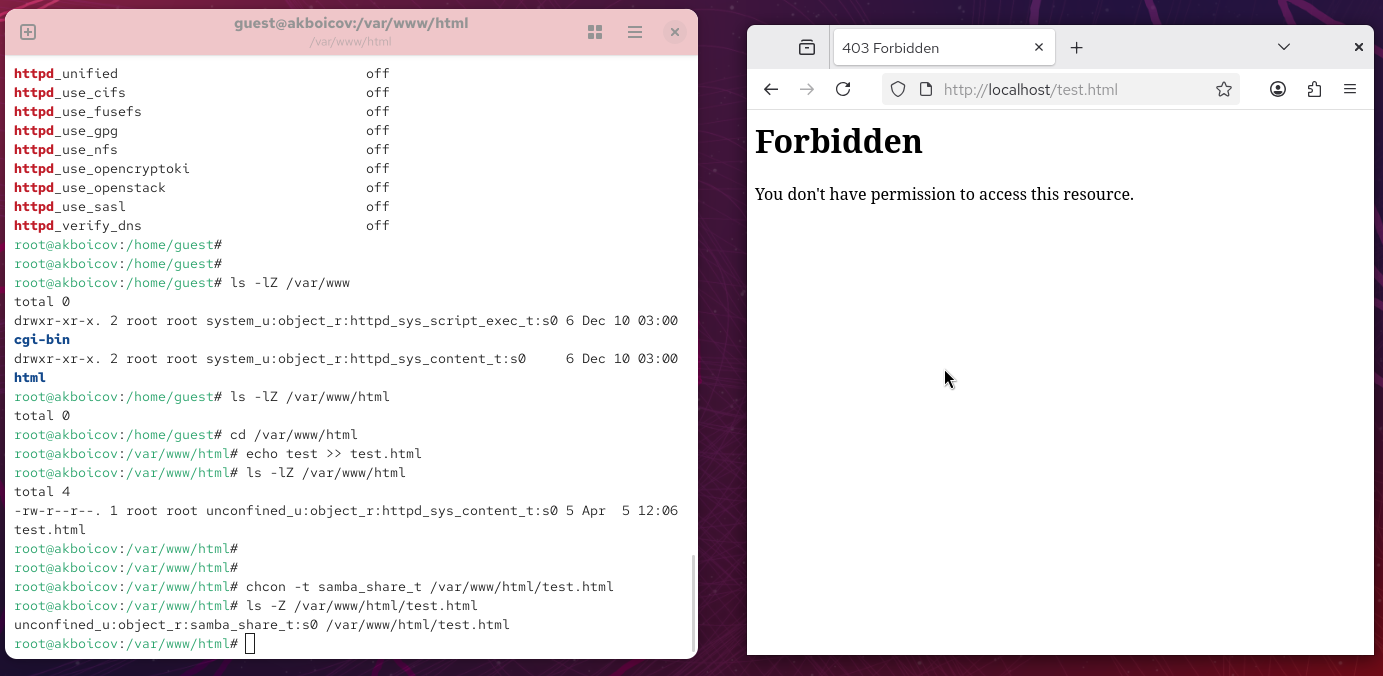 guest@akboicov:/var/www/html
/var/www/html
httpd_unified                               off
httpd_use_cifs                              off
httpd_use_fusefs                            off
httpd_use_gpg                               off
httpd_use_nfs                               off
httpd_use_opencryptoki                      off
httpd_use_openstack                         off
httpd_use_sasl                              off
httpd_verify_dns                            off
root@akboicov:/home/guest#
root@akboicov:/home/guest#
root@akboicov:/home/guest# ls -lZ /var/www
total 0
drwxr-xr-x. 2 root root system_u:object_r:httpd_sys_script_exec_t:s0 6 Dec 10 03:00
cgi-bin
drwxr-xr-x. 2 root root system_u:object_r:httpd_sys_content_t:s0     6 Dec 10 03:00
html
root@akboicov:/home/guest# ls -lZ /var/www/html
total 0
root@akboicov:/home/guest# cd /var/www/html
root@akboicov:/var/www/html# echo test >> test.html
root@akboicov:/var/www/html# ls -lZ /var/www/html
total 4
-rw-r--r--. 1 root root unconfined_u:object_r:httpd_sys_content_t:s0 5 Apr  5 12:06
test.html
root@akboicov:/var/www/html#
root@akboicov:/var/www/html#
root@akboicov:/var/www/html# chcon -t samba_share_t /var/www/html/test.html
root@akboicov:/var/www/html# ls -Z /var/www/html/test.html
unconfined_u:object_r:samba_share_t:s0 /var/www/html/test.html
root@akboicov:/var/www/html#
403 Forbidden
http://localhost/test.html
Forbidden
You don't have permission to access this resource.